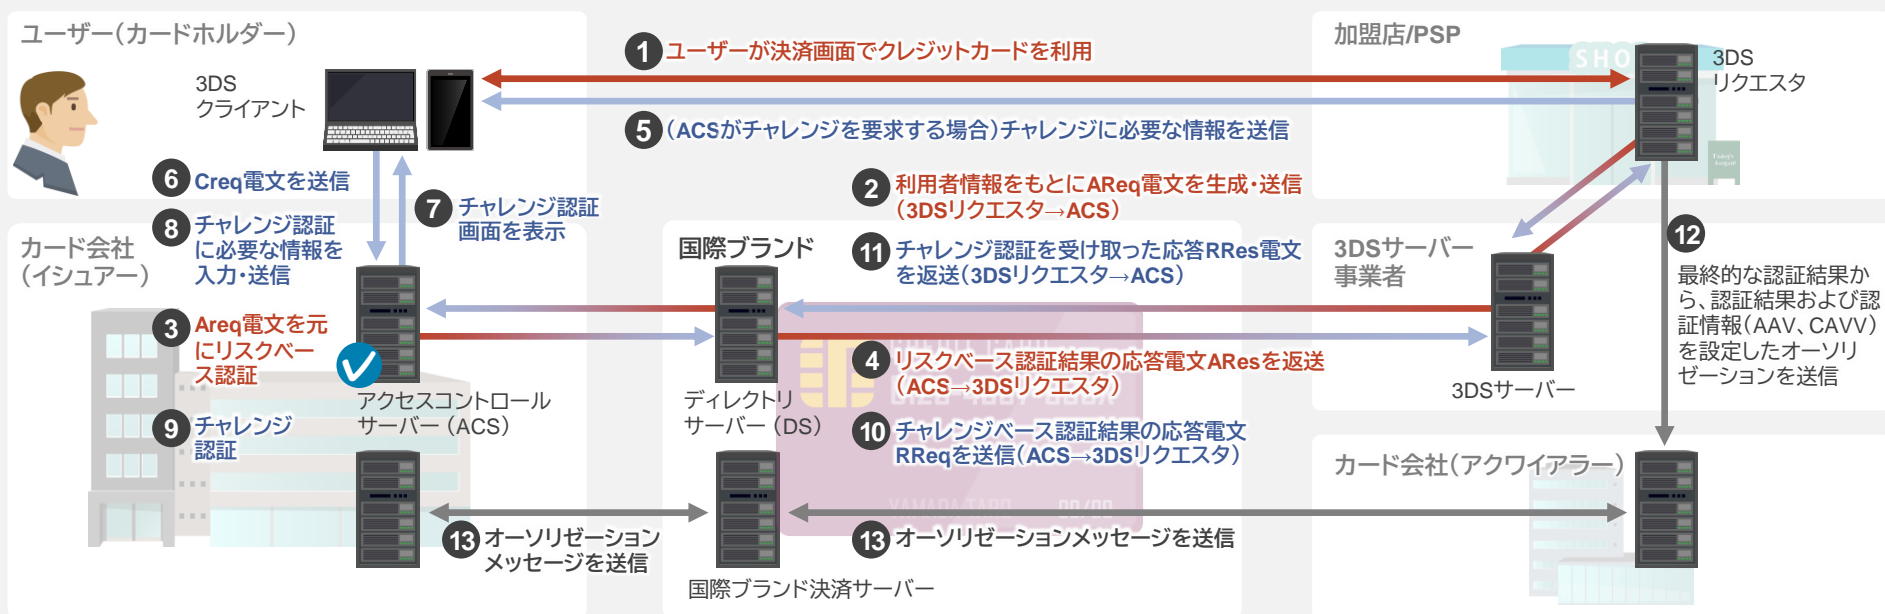 ユーザー（カードホルダー）
3DS
クライアント
1 ユーザーが決済画面でクレジットカードを利用
5 （ACSがチャレンジを要求する場合）チャレンジに必要な情報を送信
加盟店/PSP
SHO
3DS
リクエスタ
6 Creq電文を送信
7 チャレンジ認証
画面を表示
8 チャレンジ認証
に必要な情報を
入力・送信
2 利用者情報をもとにAReq電文を生成・送信
（3DSリクエスタ→ACS）
カード会社
（イシュアー）
国際ブランド
11 チャレンジ認証を受け取った応答RRes電文
を返送（3DSリクエスタ→ACS）
3DSサーバー
事業者
12
最終的な認証結果か
ら、認証結果および認
証情報（AAV、CAVV）
を設定したオーソリ
ゼーションを送信
3 Areq電文を元
にリスクベー
ス認証
4 リスクベース認証結果の応答電文AResを返送
（ACS→3DSリクエスタ）
アクセスコントロール
サーバー（ACS）
ディレクトリ
サーバー（DS）
3DSサーバー
9 チャレンジ
認証
10 チャレンジベース認証結果の応答電文
RReqを送信（ACS→3DSリクエスタ）
カード会社（アクワイアラー）
YAMADA TARO 00/00
13 オーソリゼーション
メッセージを送信
13 オーソリゼーションメッセージを送信
国際ブランド決済サーバー